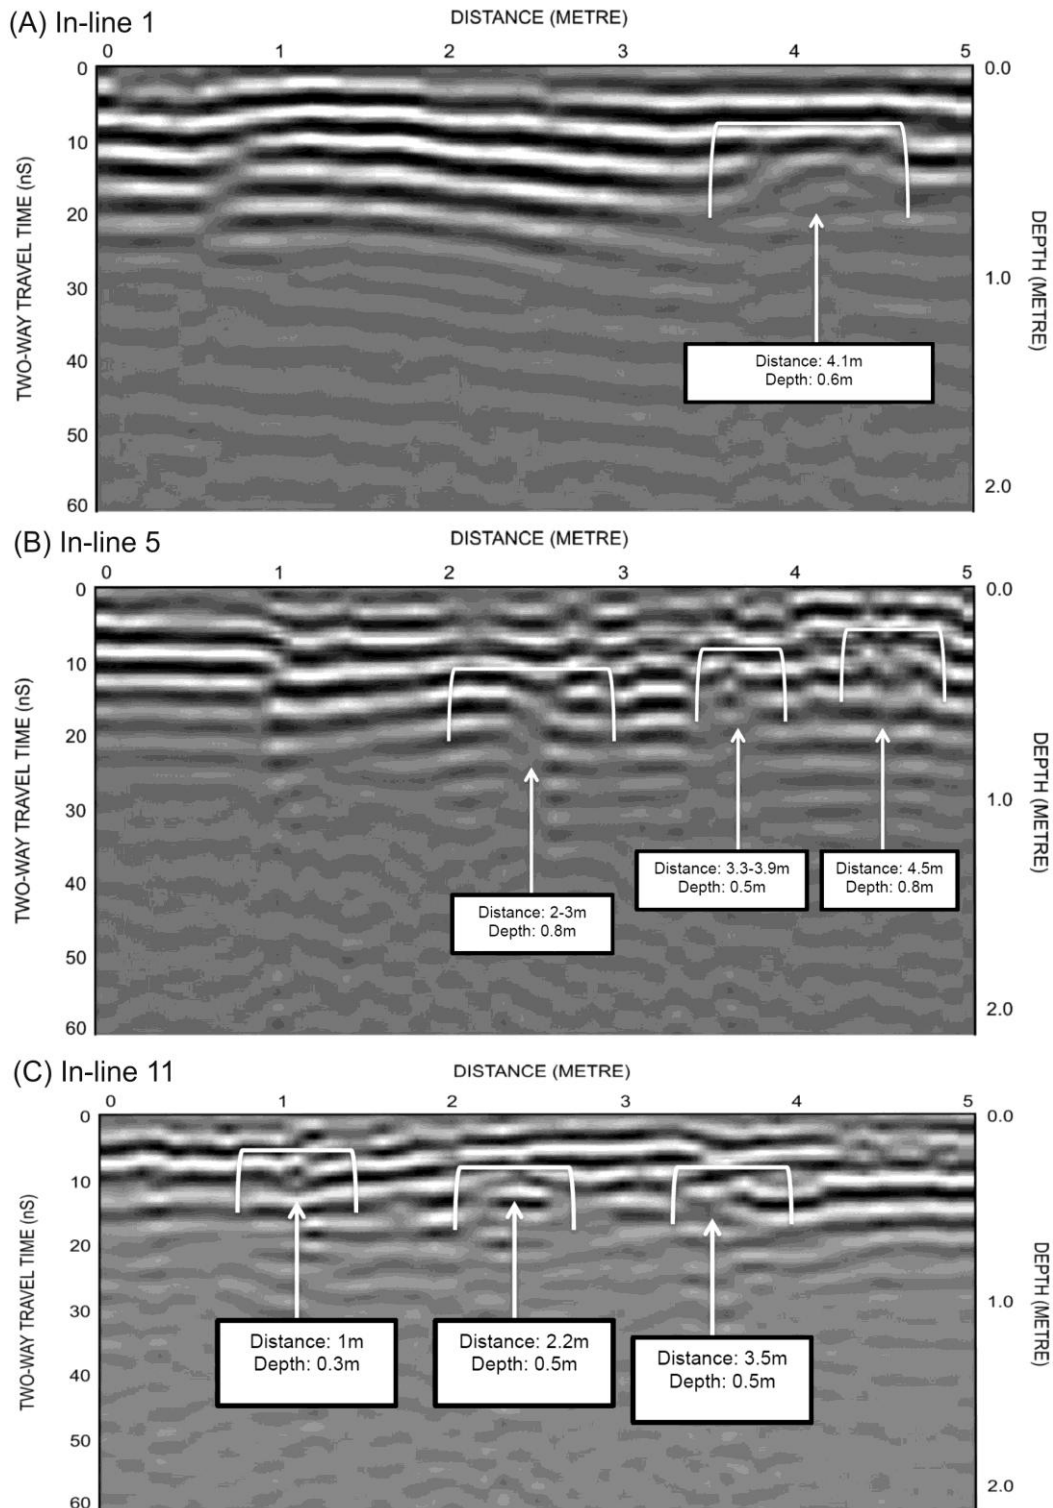 (A) In-line 1
DISTANCE (METRE)
0 1 2 3 4 5
0 10 20 30 40 50 60
TWO-WAY TRAVEL TIME (nS)
0.0 1.0 2.0
DEPTH (METRE)
Distance: 4.1m
Depth: 0.6m
(B) In-line 5
DISTANCE (METRE)
0 1 2 3 4 5
0 10 20 30 40 50 60
TWO-WAY TRAVEL TIME (nS)
0.0 1.0 2.0
DEPTH (METRE)
Distance: 2-3m
Depth: 0.8m
Distance: 3.3-3.9m
Depth: 0.5m
Distance: 4.5m
Depth: 0.8m
(C) In-line 11
DISTANCE (METRE)
0 1 2 3 4 5
0 10 20 30 40 50 60
TWO-WAY TRAVEL TIME (nS)
0.0 1.0 2.0
DEPTH (METRE)
Distance: 1m
Depth: 0.3m
Distance: 2.2m
Depth: 0.5m
Distance: 3.5m
Depth: 0.5m